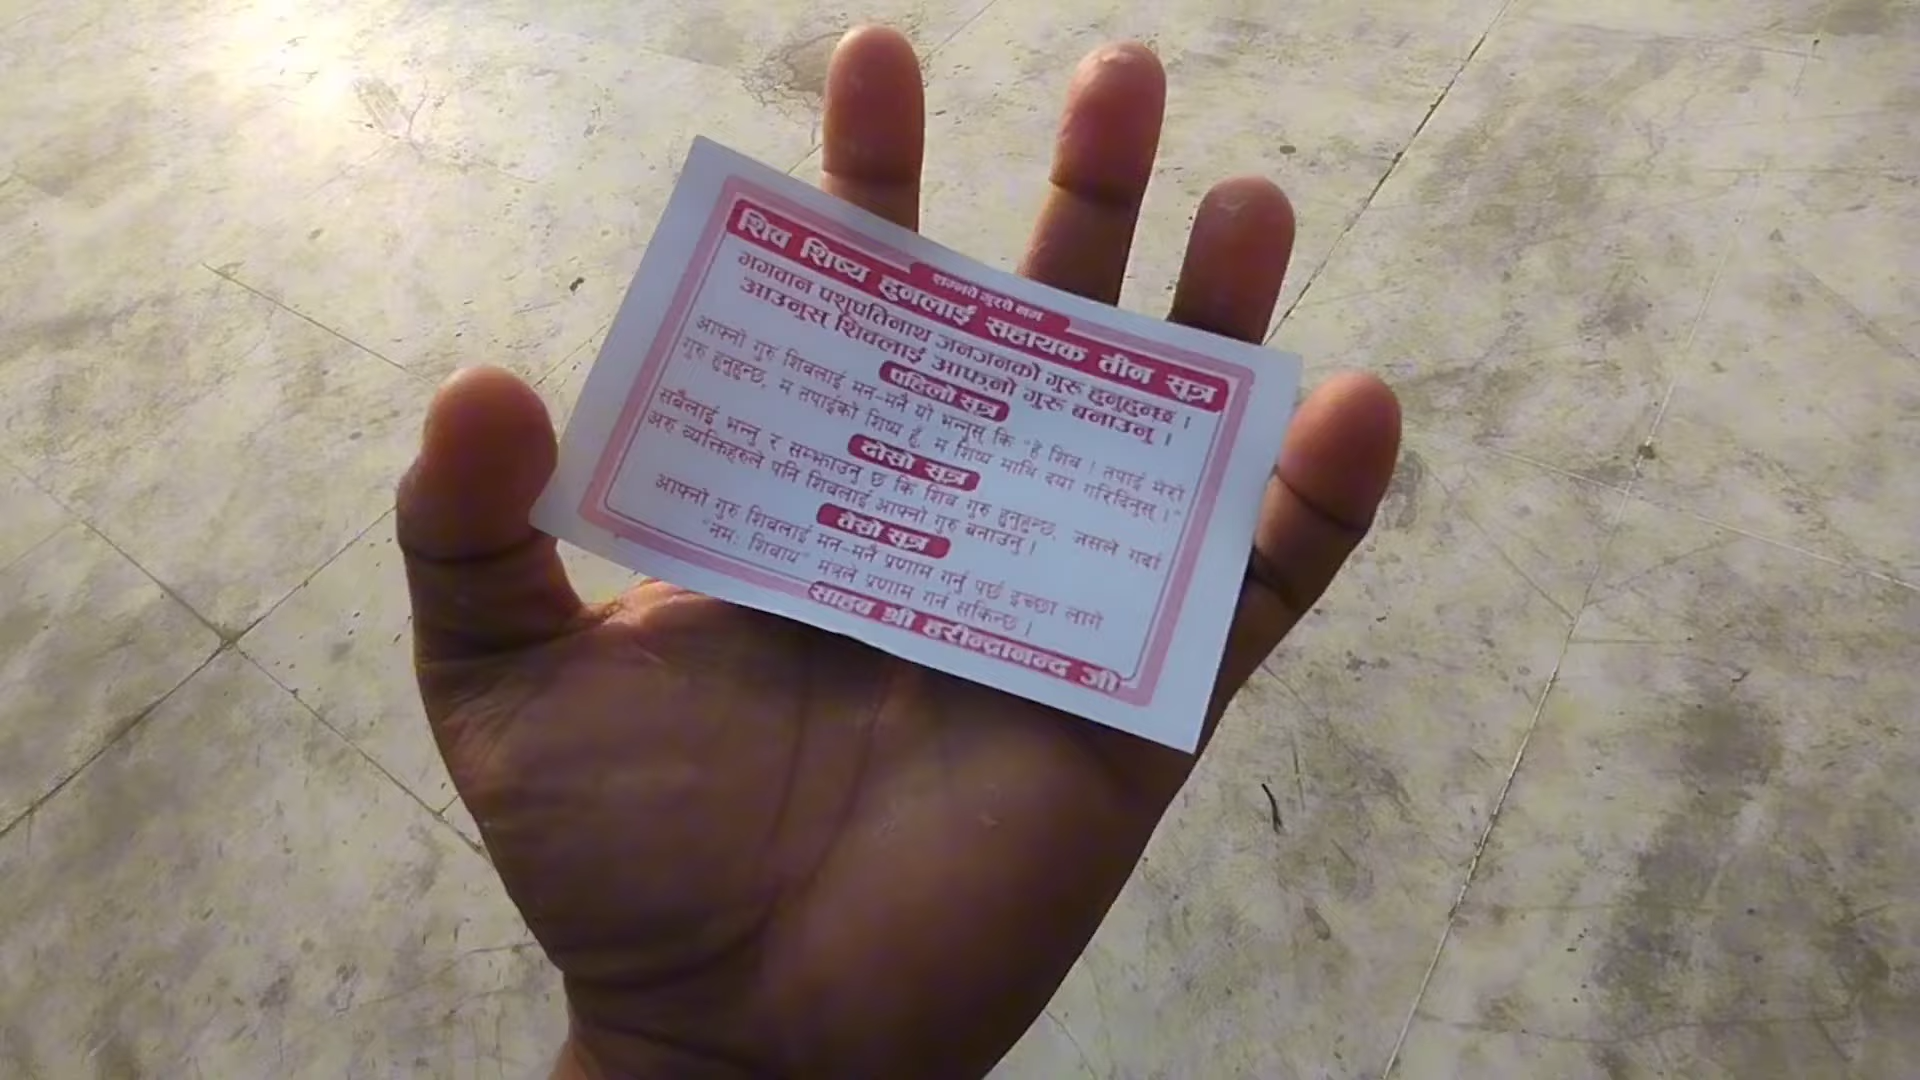 शिव शिष्य हुनलाई सहायक तीन सूत्र
भगवान पशुपतिनाथ जनजनको गुरु हुनुहुन्छ ।
आउनुस् शिवलाई आफ्नो गुरु बनाउन् ।
पहिलो सूत्र
आफ्नो गुरु शिवलाई मन-मनै यो भन्नूस् कि "हे शिव ! तपाई मेरो
गुरु हुनुहुन्छ, म तपाईको शिष्य हूँ, म शिष्य माथि दया गरिदिनुस् ।"
दोस्रो सूत्र
सबैलाई भन्नु र सम्झाउनु छ कि शिव गुरु हुनुहुन्छ, जसले गर्दा
अरु व्यक्तिहरुले पनि शिवलाई आफ्नो गुरु बनाउनु ।
तेस्रो सूत्र
आफ्नो गुरु शिवलाई मन-मनै प्रणाम गर्नु पर्छ इच्छा लागे
"नमः शिवाय" मंत्रले प्रणाम गर्न सकिन्छ ।
साहब श्री हरीन्द्रानन्द जी